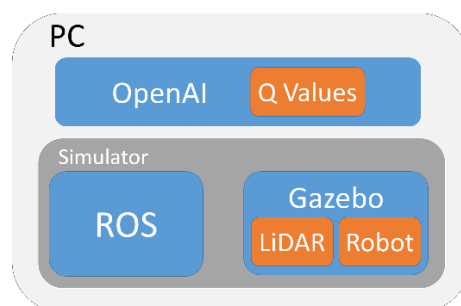 PC
OpenAI Q Values
Simulator
ROS
Gazebo
LiDAR Robot